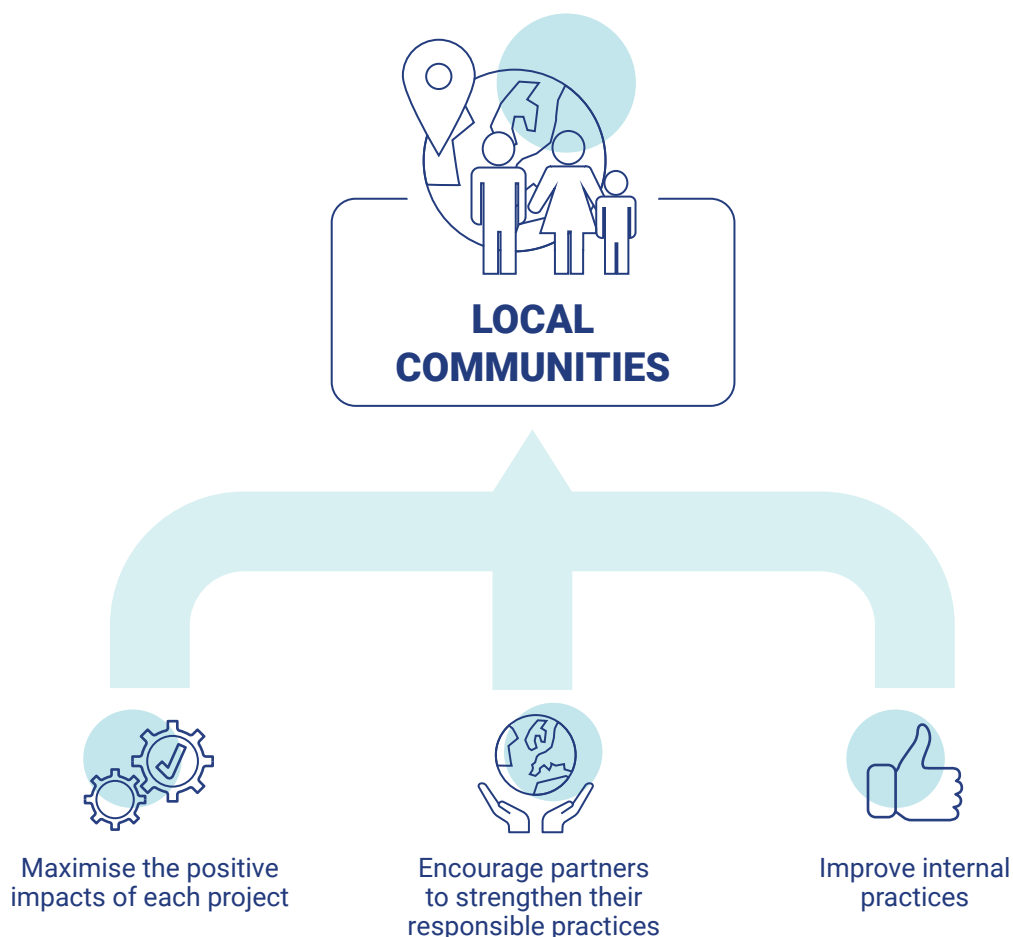 LOCAL
COMMUNITIES
Maximise the positive
impacts of each project
Encourage partners
to strengthen their
responsible practices
Improve internal
practices